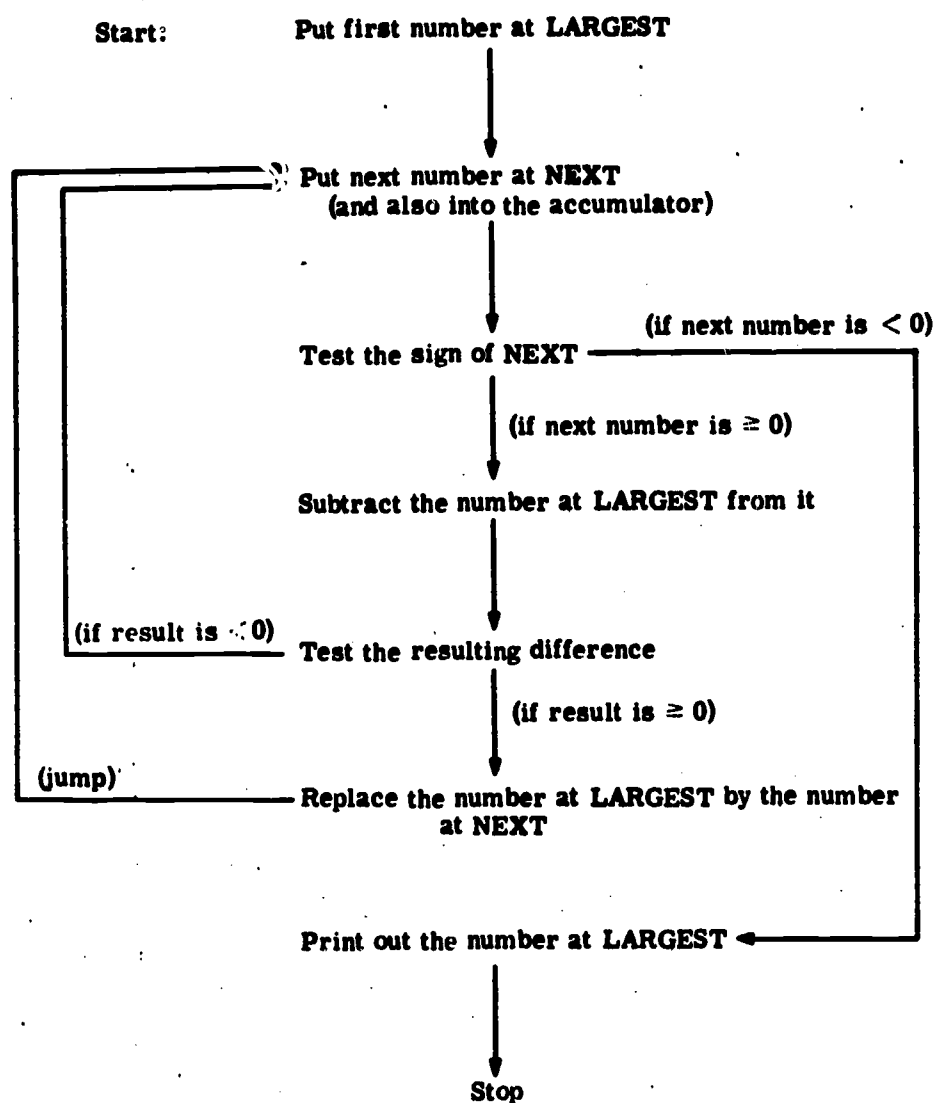 Start: Put first number at LARGEST
Put next number at NEXT
(and also into the accumulator)
(if next number is < 0)
Test the sign of NEXT
(if next number is ≥ 0)
Subtract the number at LARGEST from it
(if result is < 0)
Test the resulting difference
(if result is ≥ 0)
(jump)
Replace the number at LARGEST by the number
at NEXT
Print out the number at LARGEST
Stop